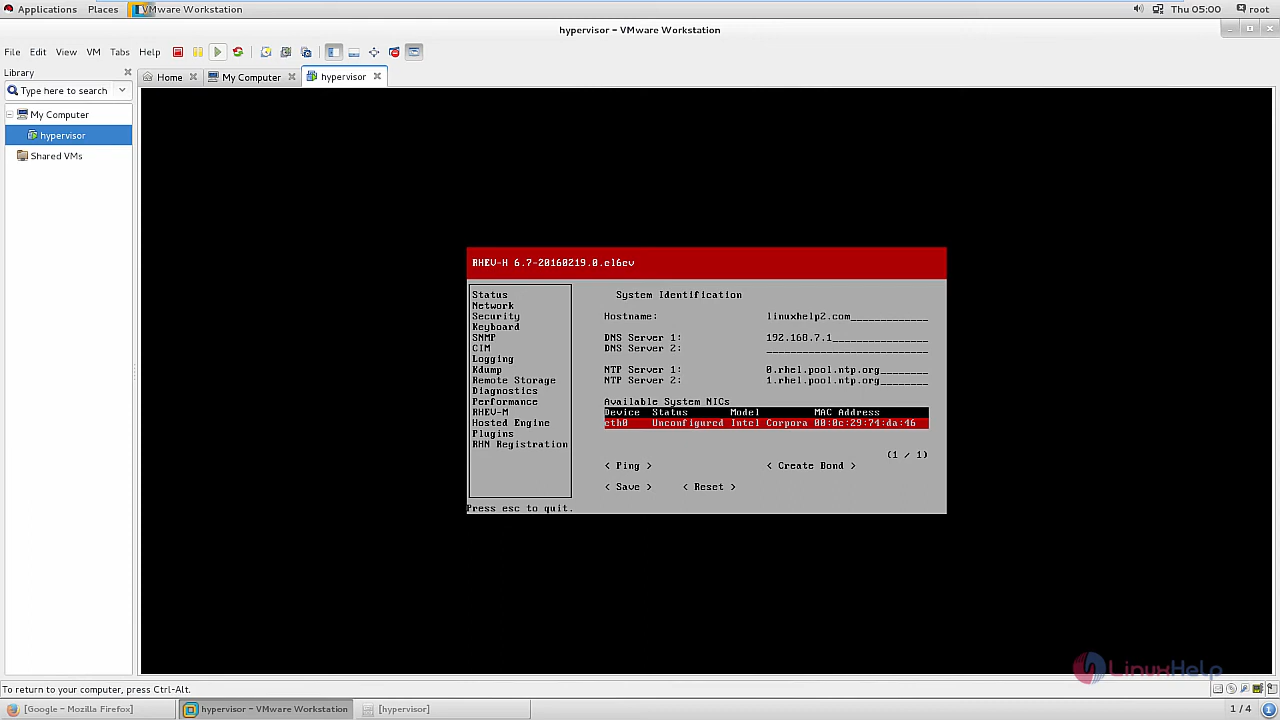 Applications Places VMware Workstation Thu 05:00 root
hypervisor – VMware Workstation
File Edit View VM Tabs Help
Library
Home My Computer hypervisor
Type here to search
My Computer
hypervisor
Shared VMs
RHEV-H 6.7-20160219.0.el6ev
Status
Network
Security
Keyboard
SNMP
CIM
Logging
Kdump
Remote Storage
Diagnostics
Performance
RHEV-M
Hosted Engine
Plugins
RHN Registration
System Identification
Hostname: linuxhelp2.com_____________
DNS Server 1: 192.168.7.1________________
DNS Server 2: ___________________________
NTP Server 1: 0.rhel.pool.ntp.org________
NTP Server 2: 1.rhel.pool.ntp.org________
Available System NICs
Device Status Model MAC Address
eth0 Unconfigured Intel Corpora 00:0c:29:74:da:46
(1 / 1)
< Ping > < Create Bond >
< Save > < Reset >
Press esc to quit.
LinuxHelp
To return to your computer, press Ctrl-Alt.
[Google – Mozilla Firefox] hypervisor – VMware Workstation [hypervisor] 1 / 4